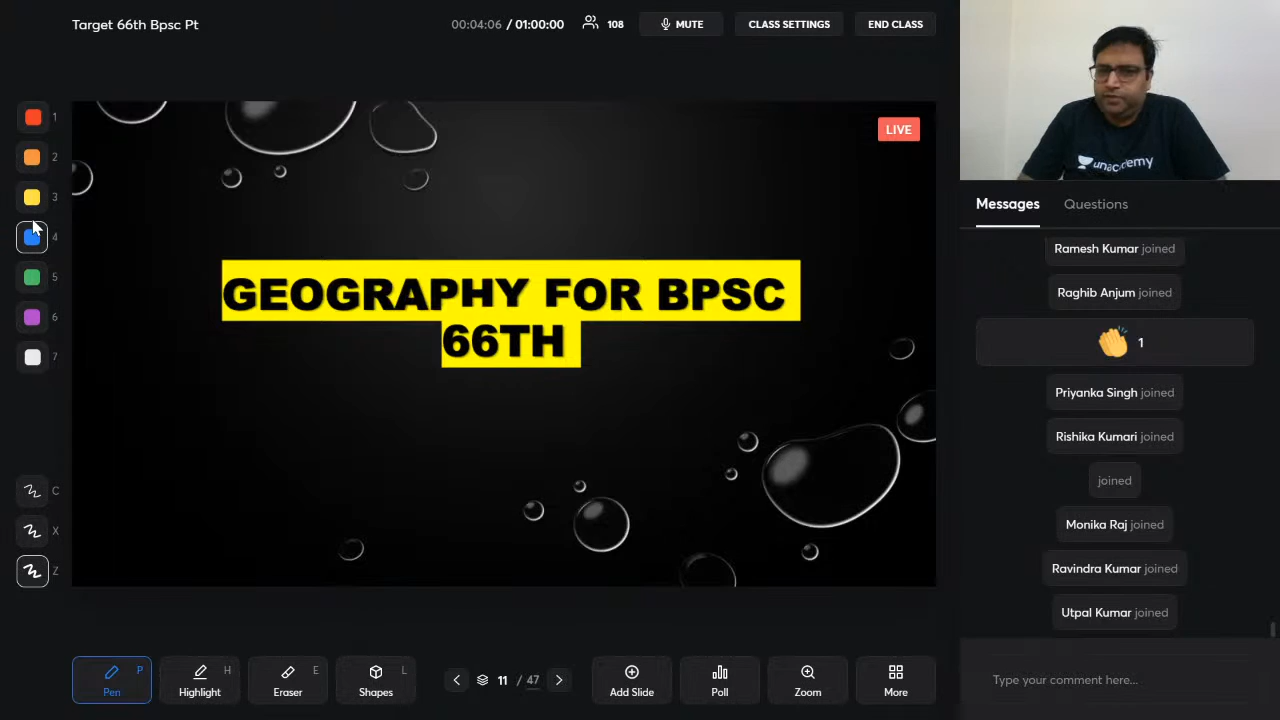 Target 66th Bpsc Pt
00:04:06 / 01:00:00
108
MUTE
CLASS SETTINGS
END CLASS
1
2
3
4
5
6
7
C
X
Z
LIVE
GEOGRAPHY FOR BPSC
66TH
unacademy
Messages
Questions
Ramesh Kumar joined
Raghib Anjum joined
1
Priyanka Singh joined
Rishika Kumari joined
joined
Monika Raj joined
Ravindra Kumar joined
Utpal Kumar joined
Type your comment here...
Pen P
Highlight H
Eraser E
Shapes L
11 / 47
Add Slide
Poll
Zoom
More